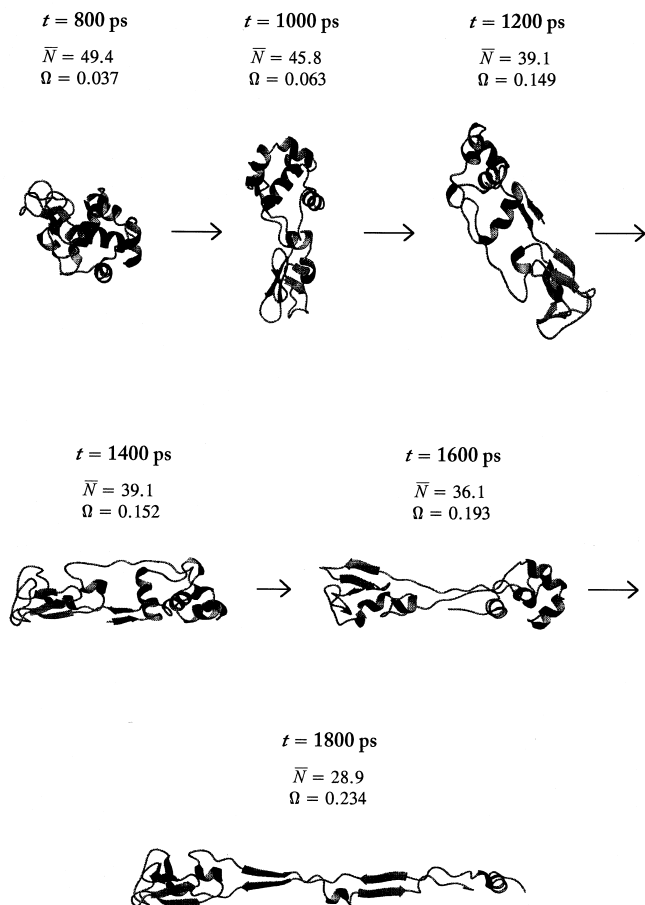 t = 800 ps
N̅ = 49.4
Ω = 0.037
t = 1000 ps
N̅ = 45.8
Ω = 0.063
t = 1200 ps
N̅ = 39.1
Ω = 0.149
t = 1400 ps
N̅ = 39.1
Ω = 0.152
t = 1600 ps
N̅ = 36.1
Ω = 0.193
t = 1800 ps
N̅ = 28.9
Ω = 0.234